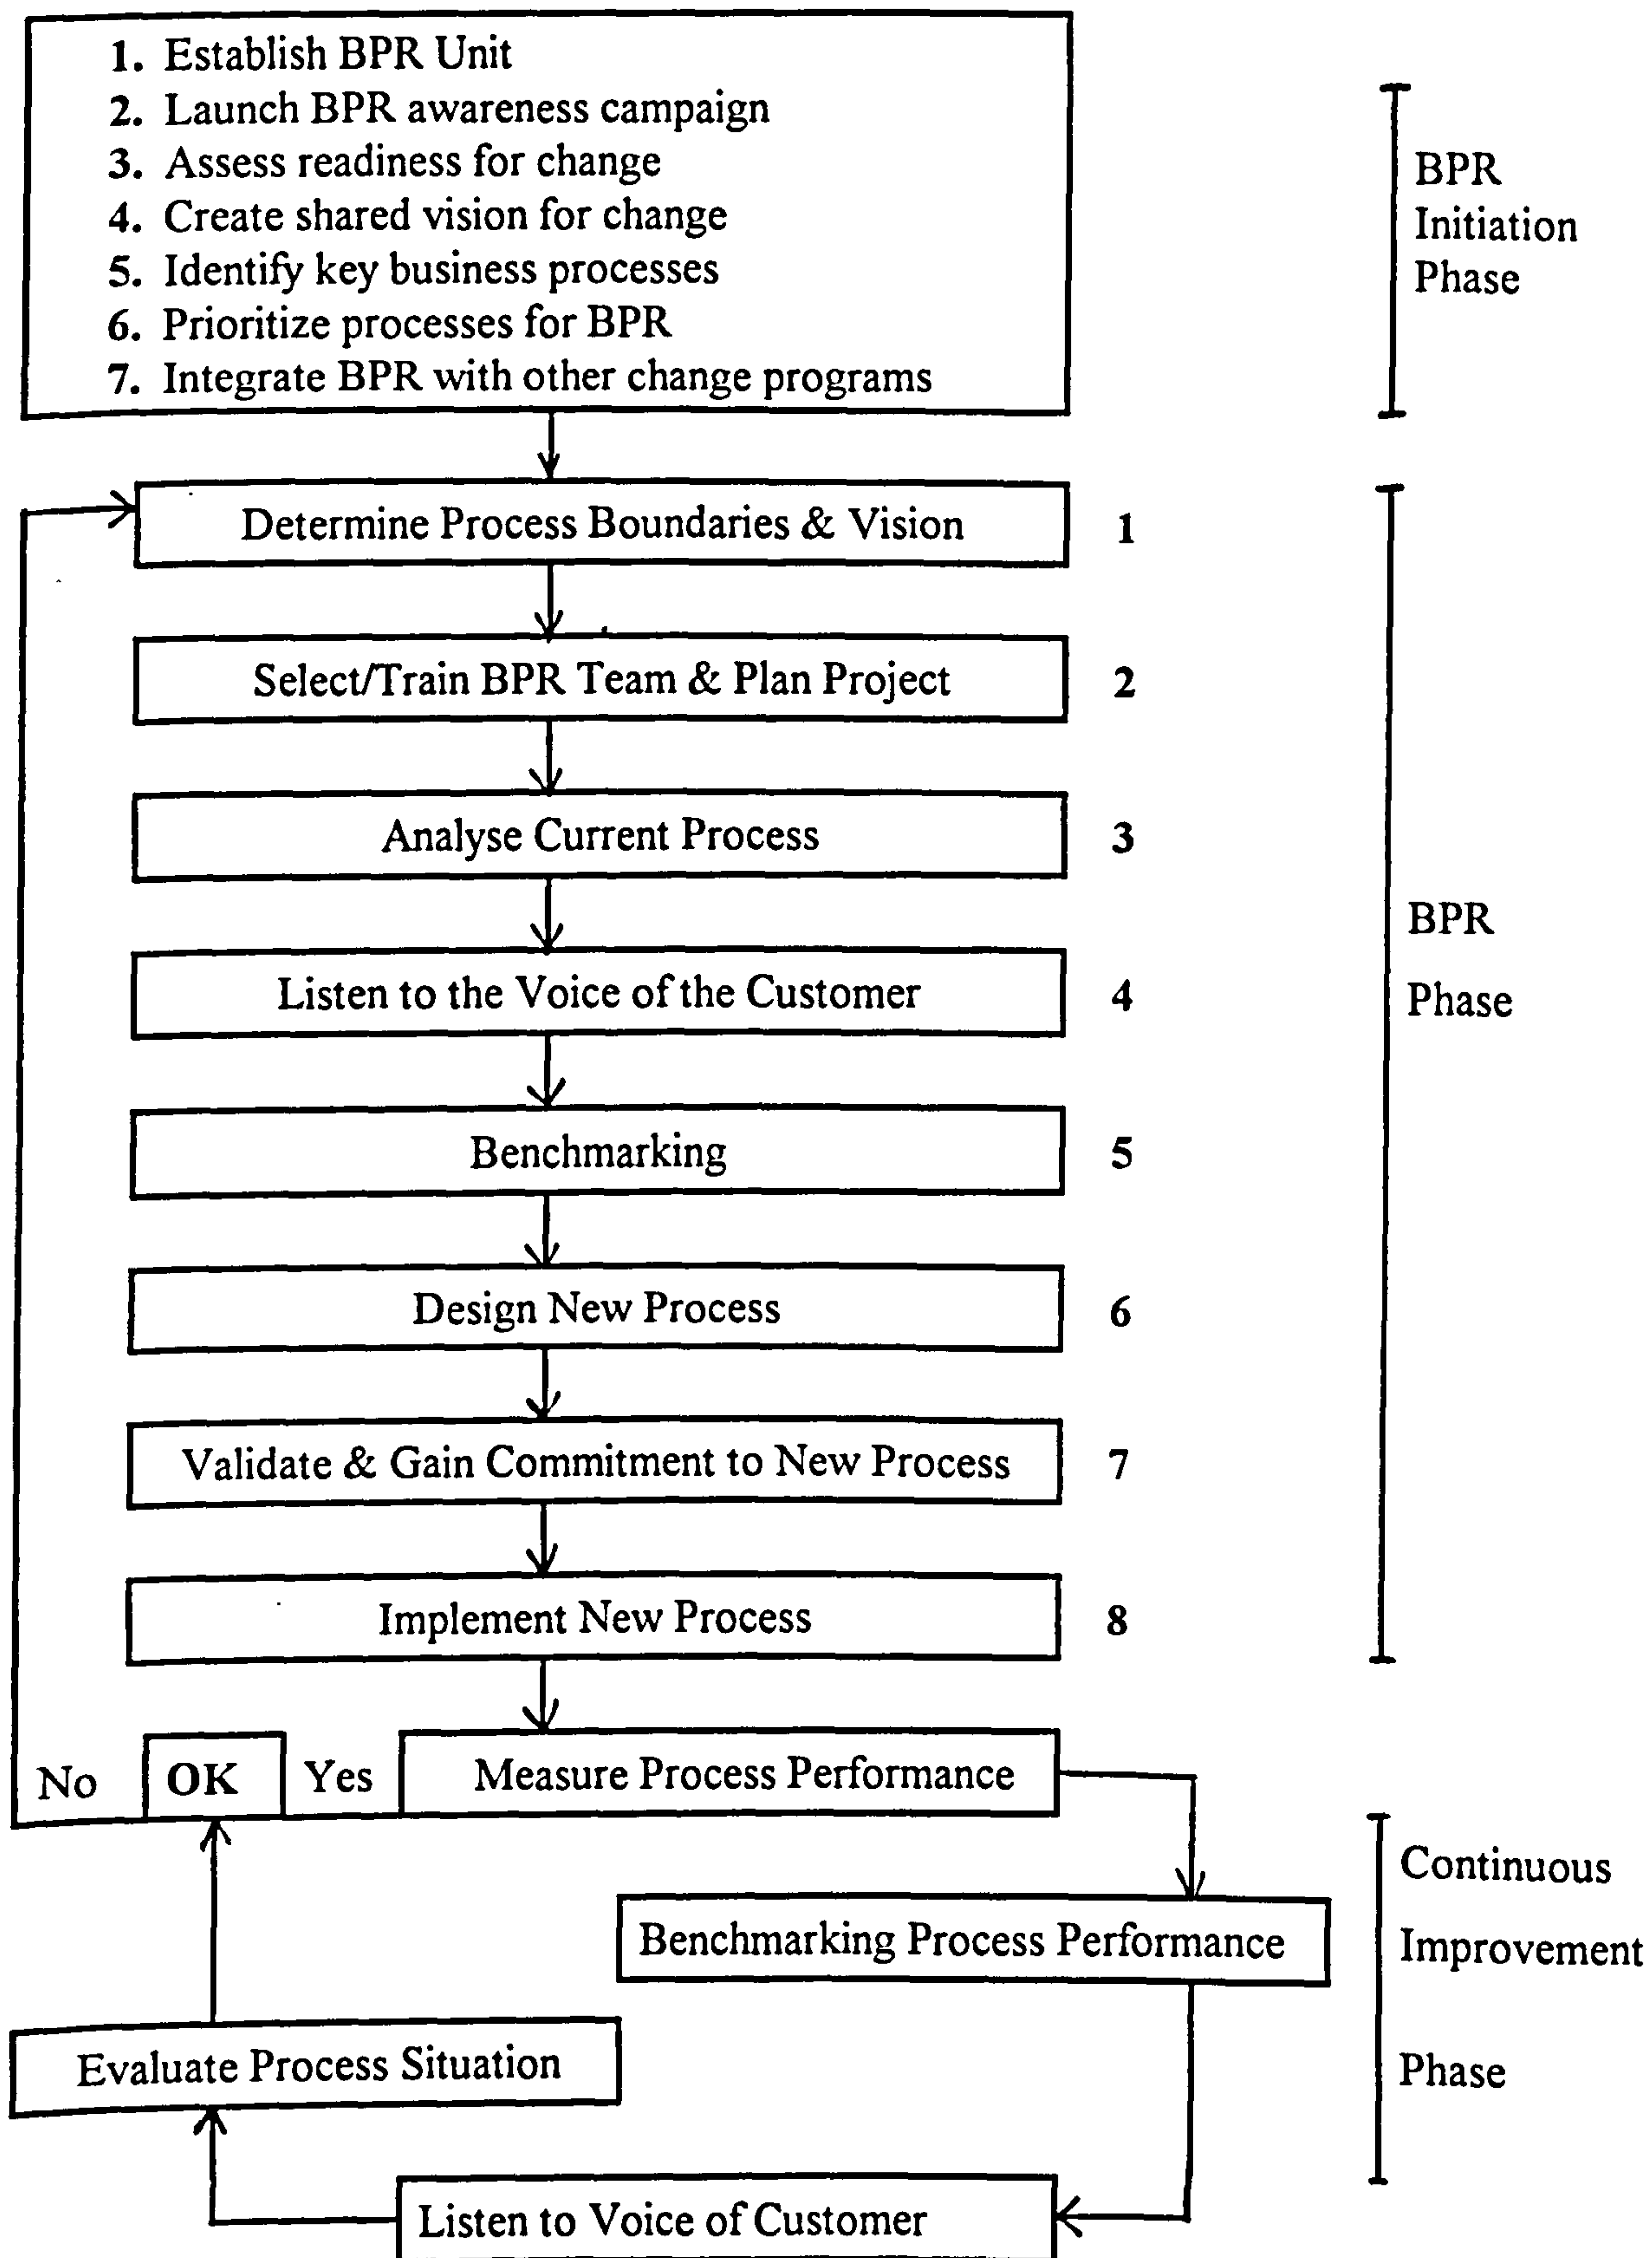 1. Establish BPR Unit
2. Launch BPR awareness campaign
3. Assess readiness for change
4. Create shared vision for change
5. Identify key business processes
6. Prioritize processes for BPR
7. Integrate BPR with other change programs
BPR
Initiation
Phase
Determine Process Boundaries & Vision 1
Select/Train BPR Team & Plan Project 2
Analyse Current Process 3
Listen to the Voice of the Customer 4
Benchmarking 5
Design New Process 6
Validate & Gain Commitment to New Process 7
Implement New Process 8
BPR
Phase
No OK Yes Measure Process Performance
Benchmarking Process Performance
Evaluate Process Situation
Listen to Voice of Customer
Continuous
Improvement
Phase